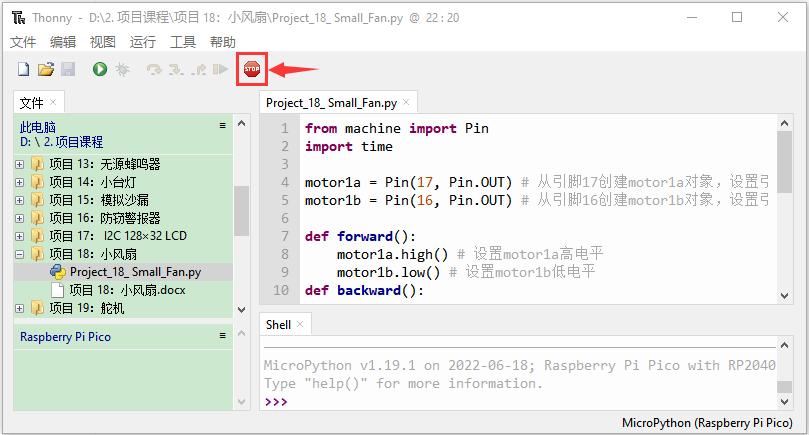 Thonny - D:\2. 项目课程\项目 18：小风扇\Project_18_ Small_Fan.py @ 22 : 20
文件 编辑 视图 运行 工具 帮助
STOP
文件 ×
此电脑
D: \ 2. 项目课程
项目 13：无源蜂鸣器
项目 14：小台灯
项目 15：模拟沙漏
项目 16：防窃警报器
项目 17： I2C 128×32 LCD
项目 18：小风扇
Project_18_ Small_Fan.py
项目 18：小风扇.docx
项目 19：舵机
Raspberry Pi Pico
Project_18_ Small_Fan.py ×
1 from machine import Pin
2 import time
3
4 motor1a = Pin(17, Pin.OUT) # 从引脚17创建motor1a对象，设置引
5 motor1b = Pin(16, Pin.OUT) # 从引脚16创建motor1b对象，设置引
6
7 def forward():
8 motor1a.high() # 设置motor1a高电平
9 motor1b.low() # 设置motor1b低电平
10 def backward():
Shell ×
MicroPython v1.19.1 on 2022-06-18; Raspberry Pi Pico with RP2040
Type "help()" for more information.
>>>
MicroPython (Raspberry Pi Pico)